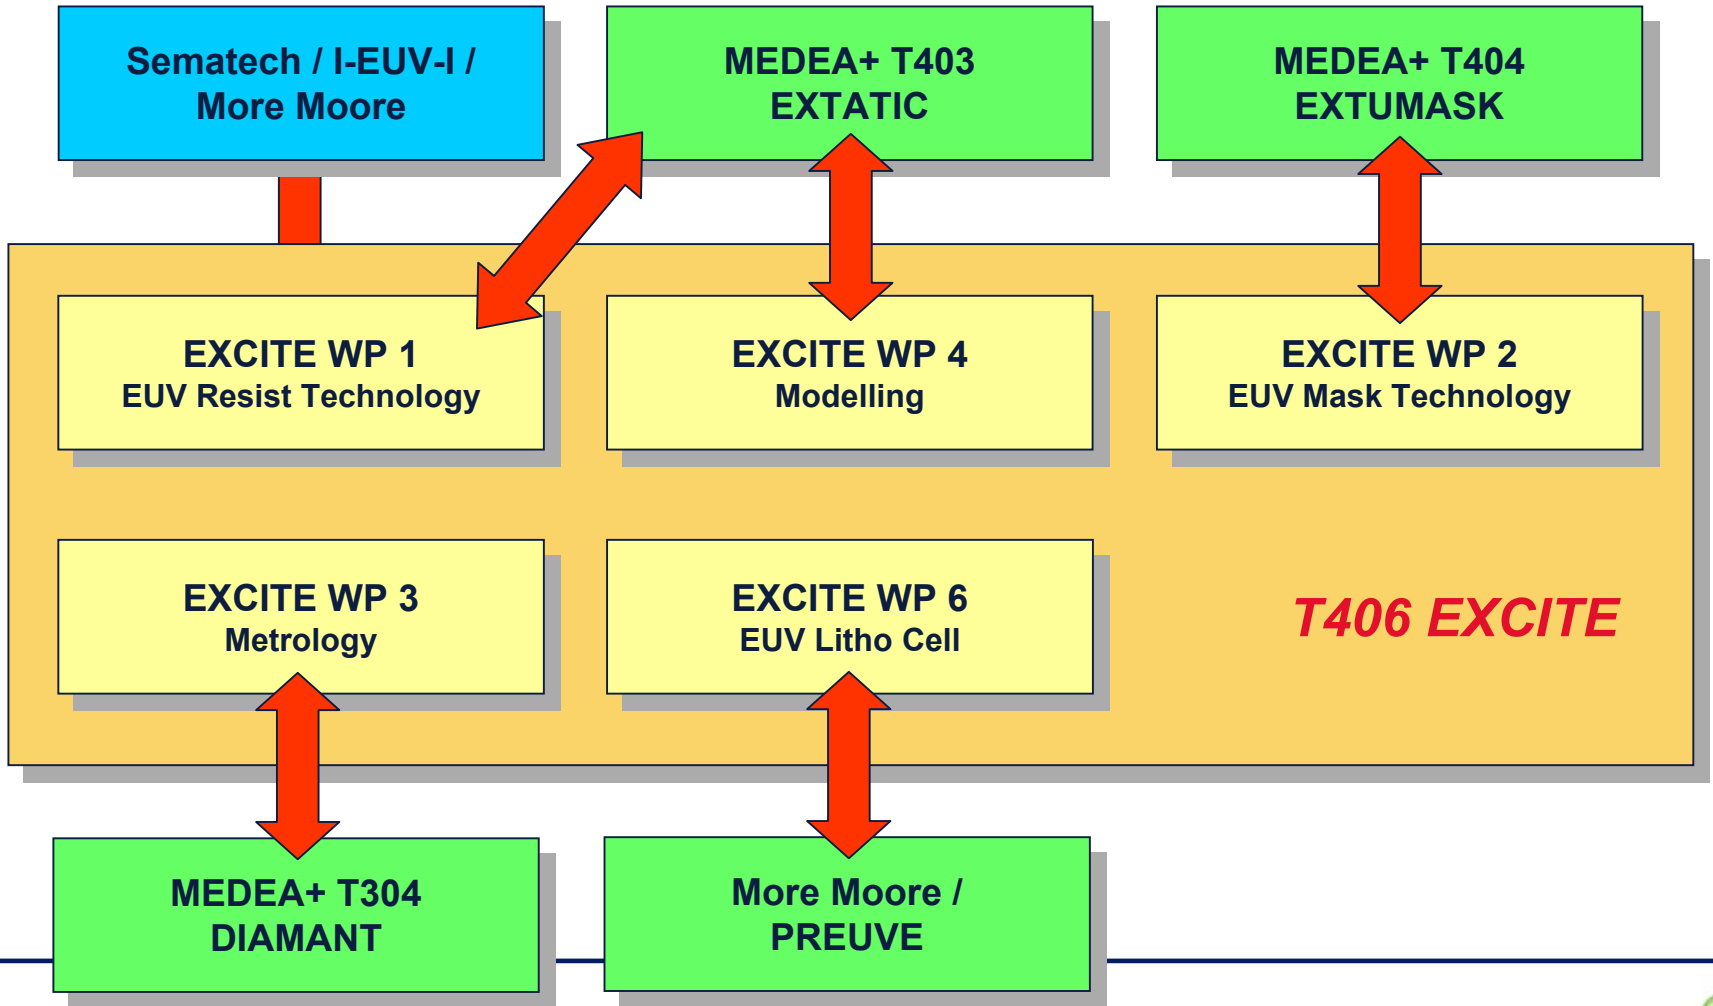 Sematech / I-EUV-I /
More Moore
MEDEA+ T403
EXTATIC
MEDEA+ T404
EXTUMASK
EXCITE WP 1
EUV Resist Technology
EXCITE WP 4
Modelling
EXCITE WP 2
EUV Mask Technology
EXCITE WP 3
Metrology
EXCITE WP 6
EUV Litho Cell
T406 EXCITE
MEDEA+ T304
DIAMANT
More Moore /
PREUVE